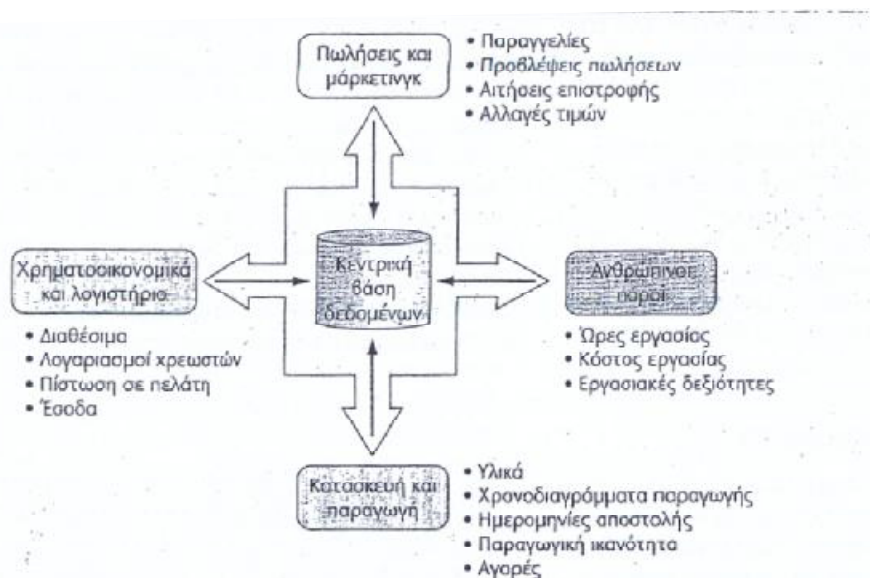 Πωλήσεις και
μάρκετινγκ
• Παραγγελίες
• Προβλέψεις πωλήσεων
• Αιτήσεις επιστροφής
• Αλλαγές τιμών
Χρηματοοικονομικά
και λογιστήριο
• Διαθέσιμα
• Λογαριασμοί χρεωστών
• Πίστωση σε πελάτη
• Έσοδα
Κεντρική
βάση
δεδομένων
Ανθρώπινοι
πόροι
• Ώρες εργασίας
• Κόστος εργασίας
• Εργασιακές δεξιότητες
Κατασκευή και
παραγωγή
• Υλικά
• Χρονοδιαγράμματα παραγωγής
• Ημερομηνίες αποστολής
• Παραγωγική ικανότητα
• Αγορές